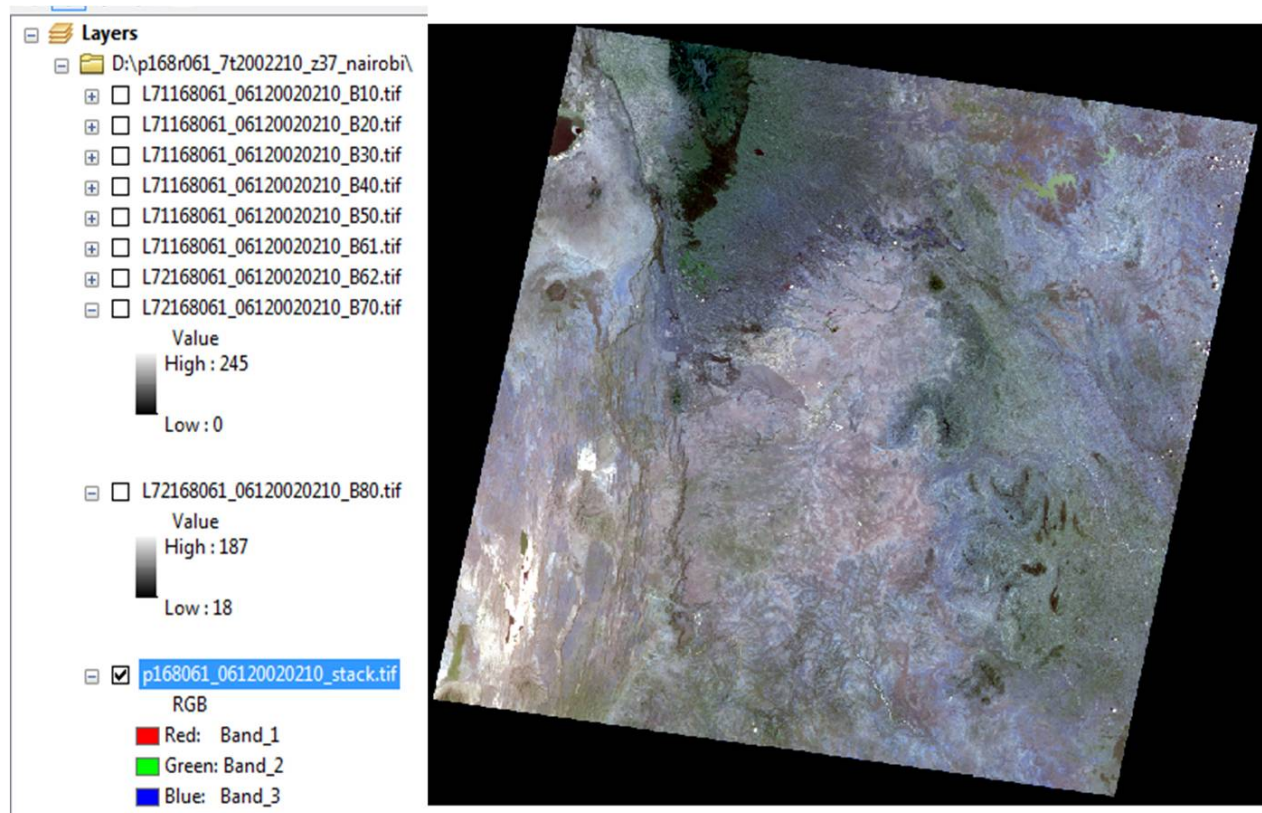 Layers
D:\p168r061_7t2002210_z37_nairobi\
L71168061_06120020210_B10.tif
L71168061_06120020210_B20.tif
L71168061_06120020210_B30.tif
L71168061_06120020210_B40.tif
L71168061_06120020210_B50.tif
L71168061_06120020210_B61.tif
L72168061_06120020210_B62.tif
L72168061_06120020210_B70.tif
Value
High : 245
Low : 0
L72168061_06120020210_B80.tif
Value
High : 187
Low : 18
p168061_06120020210_stack.tif
RGB
Red: Band_1
Green: Band_2
Blue: Band_3